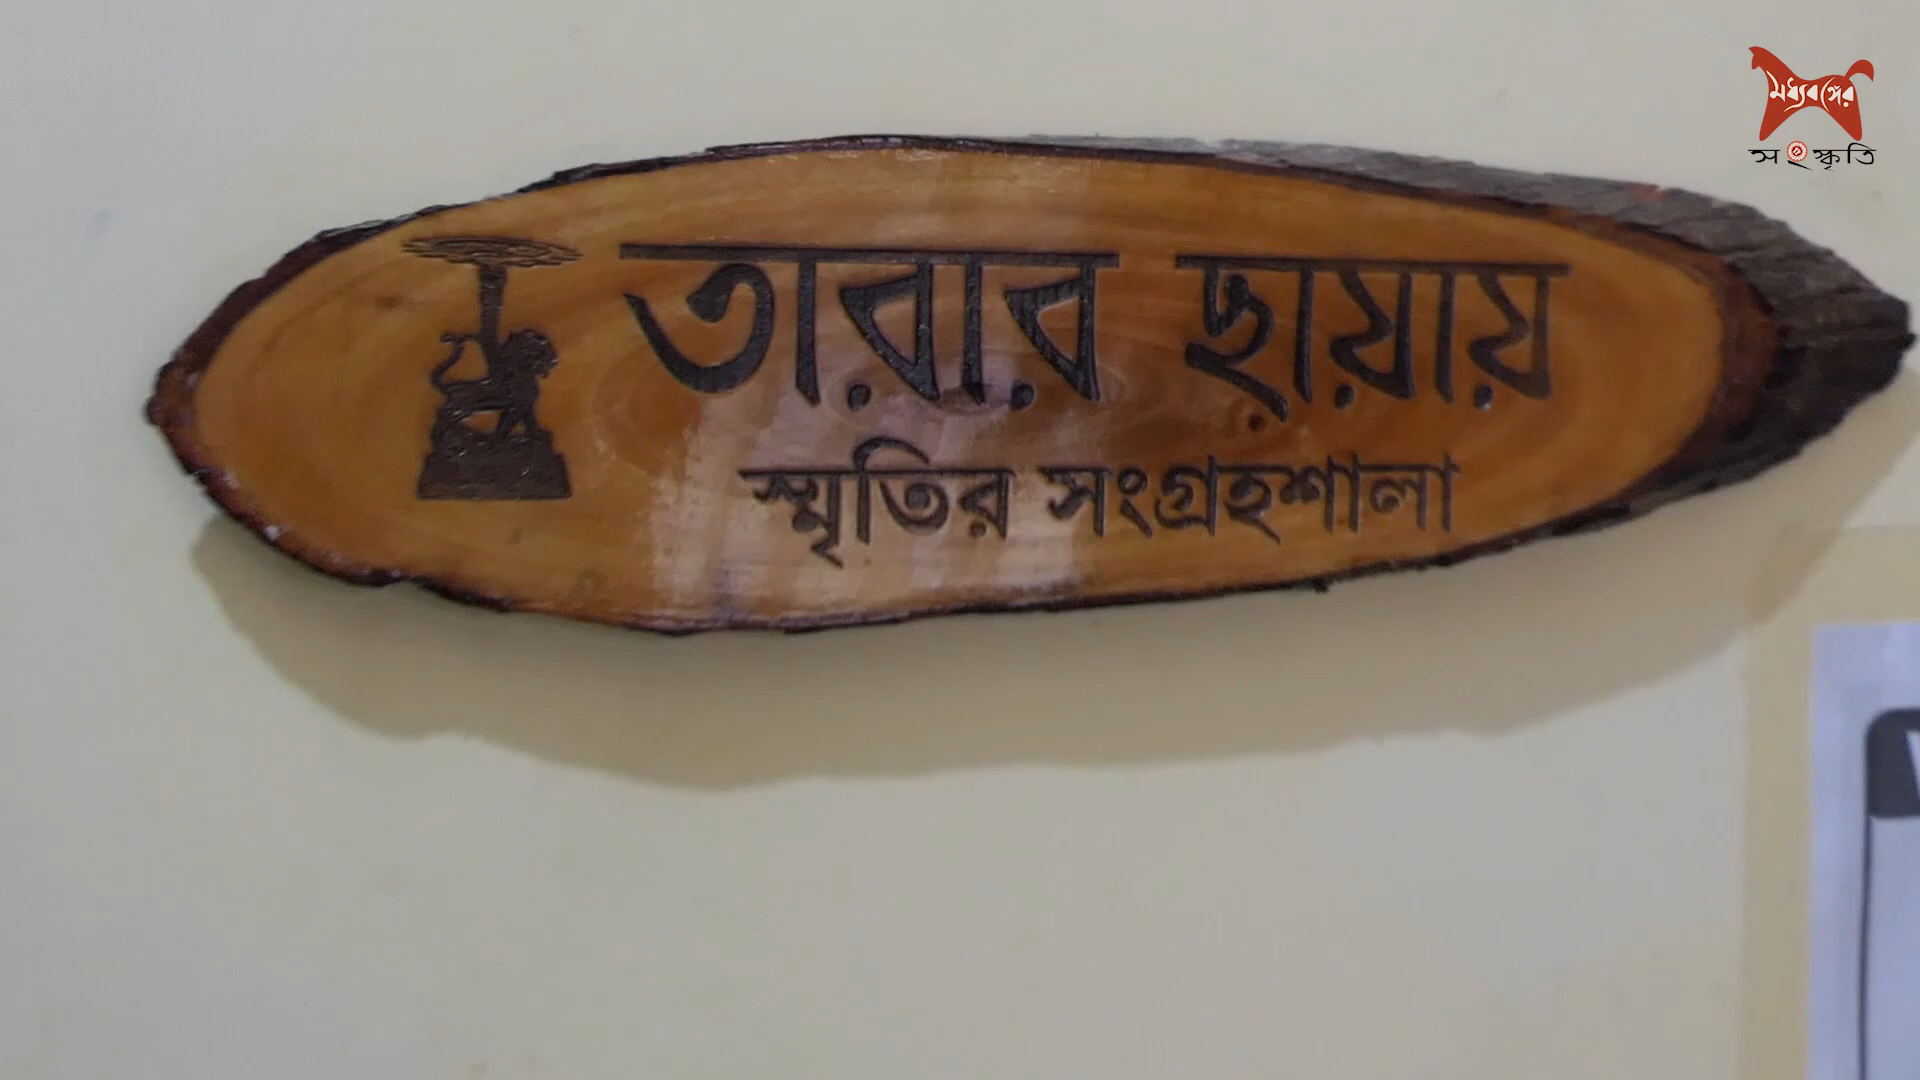 মধ্যবঙ্গের
সংস্কৃতি
তারার ছায়ায়
স্মৃতির সংগ্রহশালা